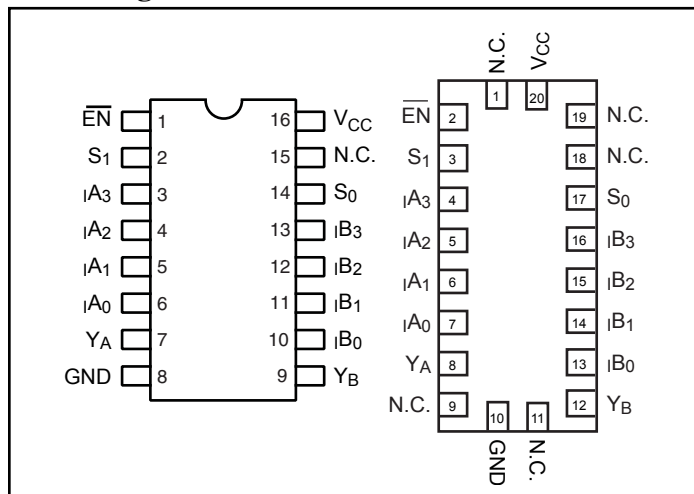 N.C.
VCC
EN
1
16
VCC
S1
2
15
N.C.
IA3
3
14
S0
IA2
4
13
IB3
IA1
5
12
IB2
IA0
6
11
IB1
YA
7
10
IB0
GND
8
9
YB
1
20
EN
2
19
N.C.
S1
3
18
N.C.
IA3
4
17
S0
IA2
5
16
IB3
IA1
6
15
IB2
IA0
7
14
IB1
YA
8
13
IB0
N.C.
9
12
YB
10
11
GND
N.C.